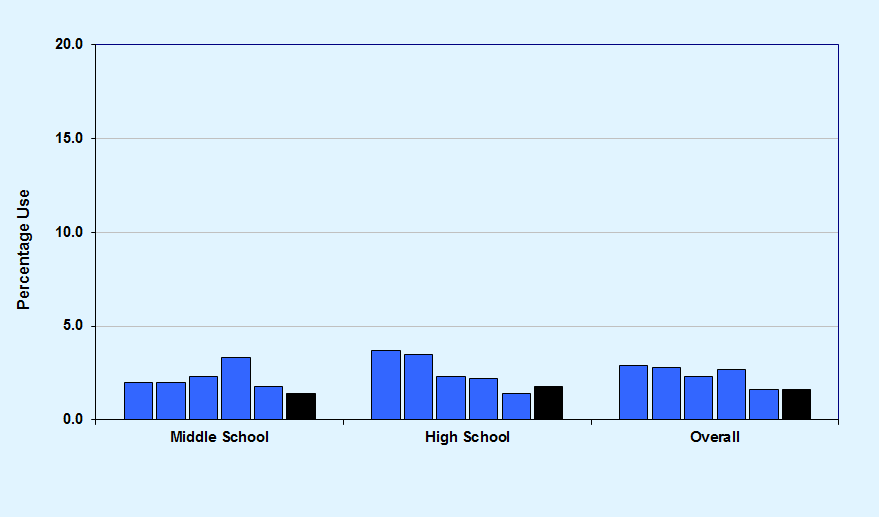 20.0
15.0
10.0
5.0
0.0
Percentage Use
Middle School
High School
Overall